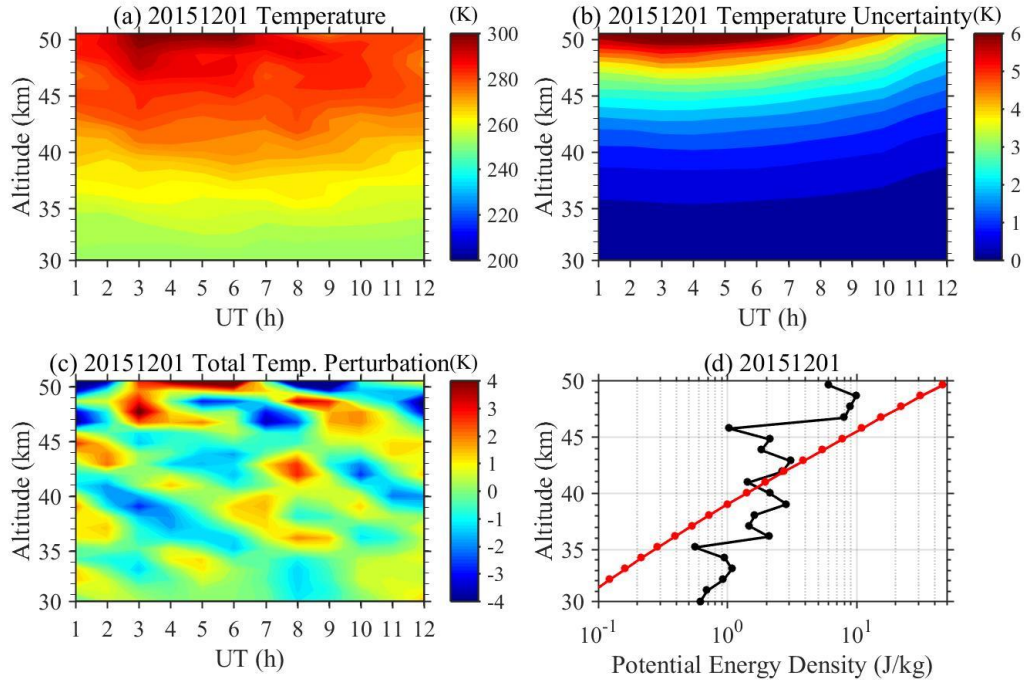 (a) 20151201 Temperature (K)
50
45
40
35
30
Altitude (km)
1 2 3 4 5 6 7 8 9 10 11 12
UT (h)
300
280
260
240
220
200
(b) 20151201 Temperature Uncertainty (K)
50
45
40
35
30
Altitude (km)
1 2 3 4 5 6 7 8 9 10 11 12
UT (h)
6
5
4
3
2
1
0
(c) 20151201 Total Temp. Perturbation (K)
50
45
40
35
30
Altitude (km)
1 2 3 4 5 6 7 8 9 10 11 12
UT (h)
4
3
2
1
0
-1
-2
-3
-4
(d) 20151201
50
45
40
35
30
Altitude (km)
10^-1 10^0 10^1
Potential Energy Density (J/kg)